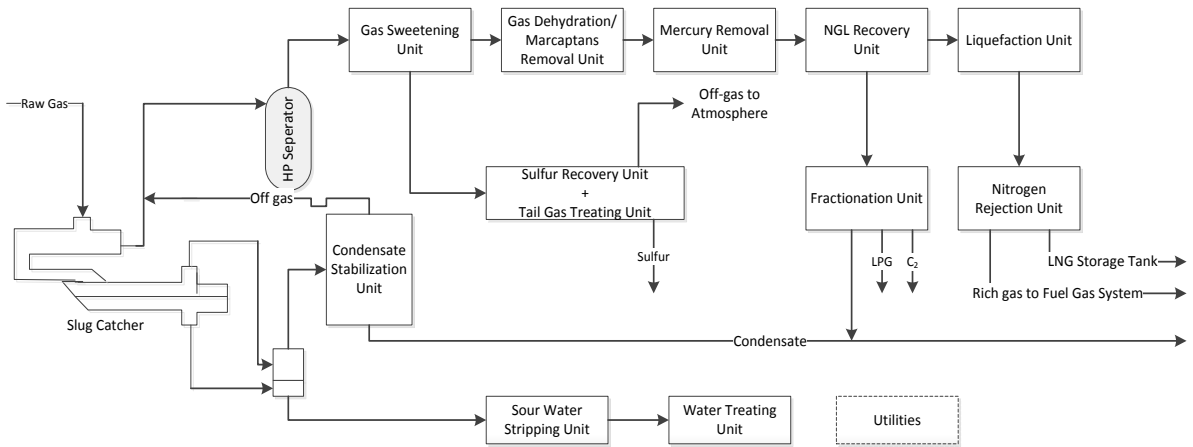 Gas Sweetening
Unit
Gas Dehydration/
Marcaptans
Removal Unit
Mercury Removal
Unit
NGL Recovery
Unit
Liquefaction Unit
Raw Gas
HP Seperator
Off-gas to
Atmosphere
Sulfur Recovery Unit
+
Tail Gas Treating Unit
Fractionation Unit
Nitrogen
Rejection Unit
Off gas
Condensate
Stabilization
Unit
Sulfur
LPG
C₂
LNG Storage Tank
Rich gas to Fuel Gas System
Slug Catcher
Condensate
Sour Water
Stripping Unit
Water Treating
Unit
Utilities